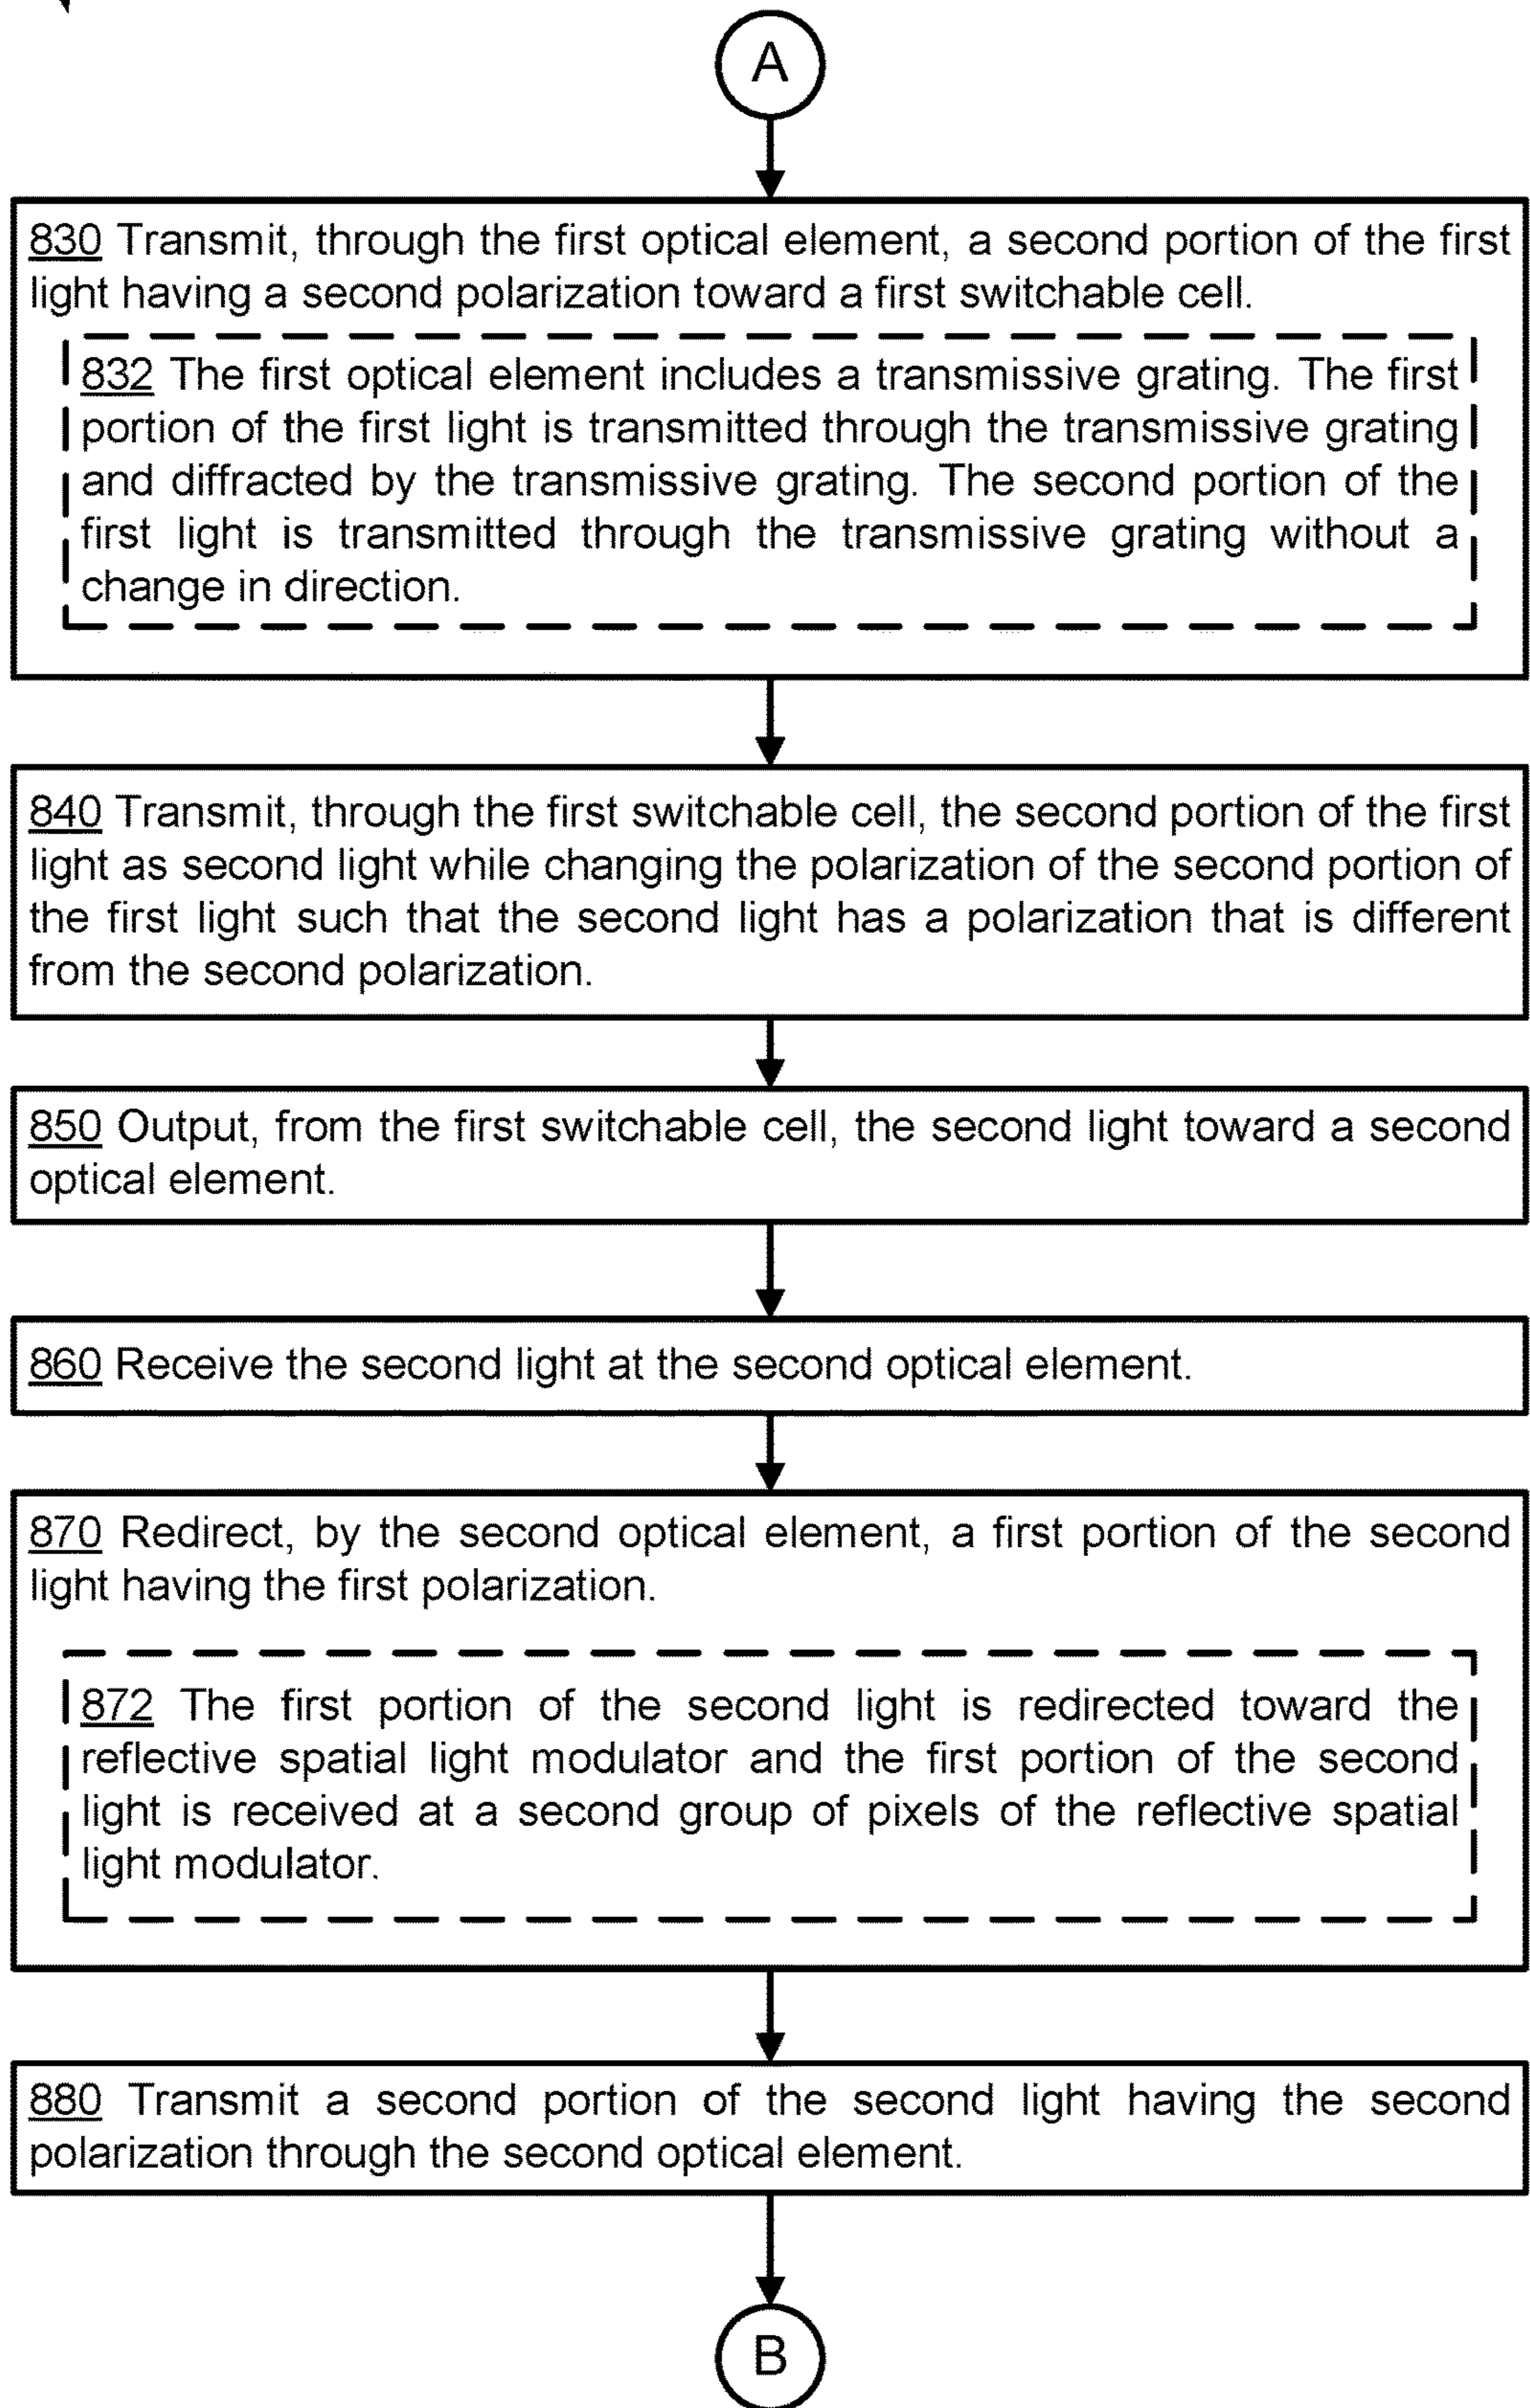 A
830 Transmit, through the first optical element, a second portion of the first
light having a second polarization toward a first switchable cell.
832 The first optical element includes a transmissive grating. The first
portion of the first light is transmitted through the transmissive grating
and diffracted by the transmissive grating. The second portion of the
first light is transmitted through the transmissive grating without a
change in direction.
840 Transmit, through the first switchable cell, the second portion of the first
light as second light while changing the polarization of the second portion of
the first light such that the second light has a polarization that is different
from the second polarization.
850 Output, from the first switchable cell, the second light toward a second
optical element.
860 Receive the second light at the second optical element.
870 Redirect, by the second optical element, a first portion of the second
light having the first polarization.
872 The first portion of the second light is redirected toward the
reflective spatial light modulator and the first portion of the second
light is received at a second group of pixels of the reflective spatial
light modulator.
880 Transmit a second portion of the second light having the second
polarization through the second optical element.
B